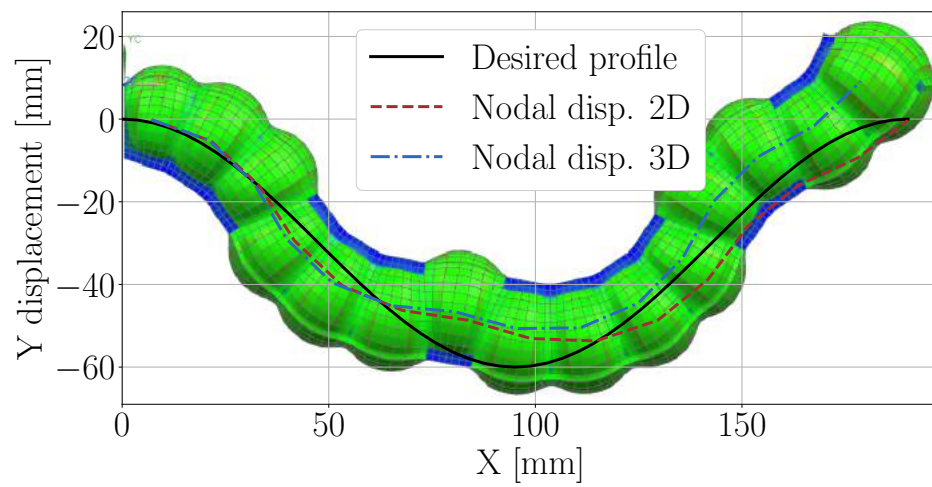 20
0
−20
−40
−60
Y displacement [mm]
YC
Desired profile
Nodal disp. 2D
Nodal disp. 3D
0
50
100
150
X [mm]